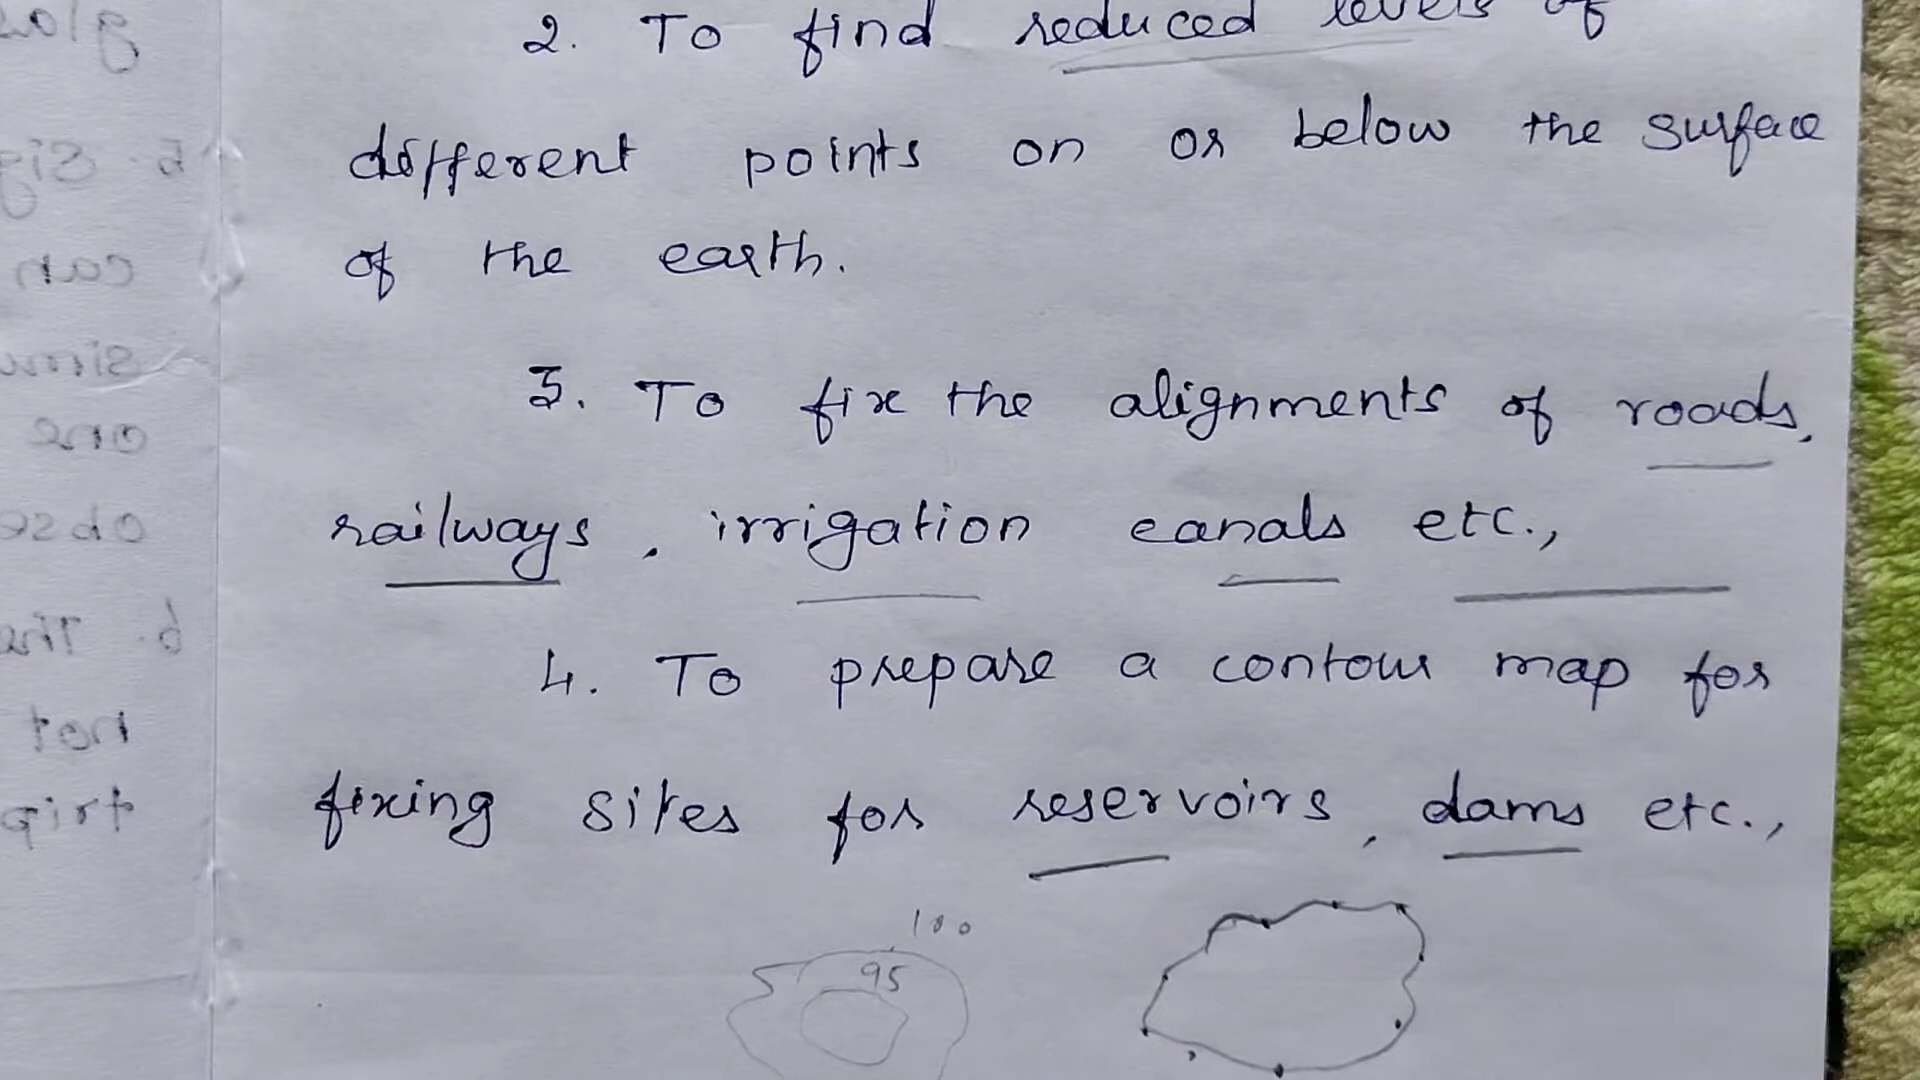 2. To find reduced levels of
different points on or below the surface
of the earth.
3. To fix the alignments of roads,
railways, irrigation canals etc.,
4. To prepare a contour map for
fixing sites for reservoirs, dams etc.,
100
95